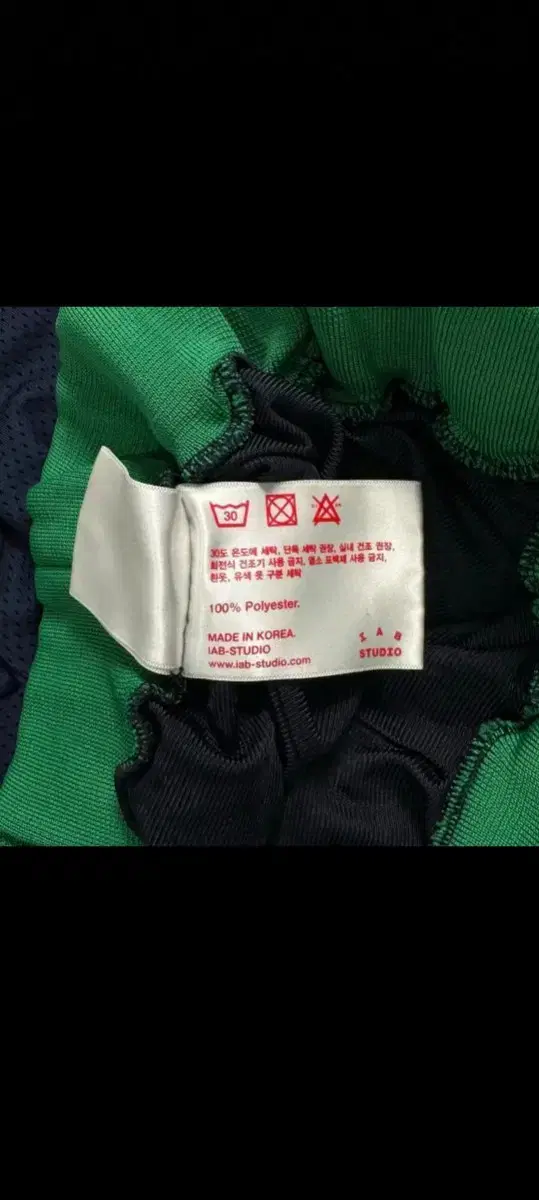 30
30도 온도에 세탁, 단독 세탁 권장, 실내 건조 권장,
회전식 건조기 사용 금지, 염소 표백제 사용 금지,
흰옷, 유색 옷 구분 세탁
100% Polyester.
MADE IN KOREA.
IAB-STUDIO
www.iab-studio.com
IAB
STUDIO